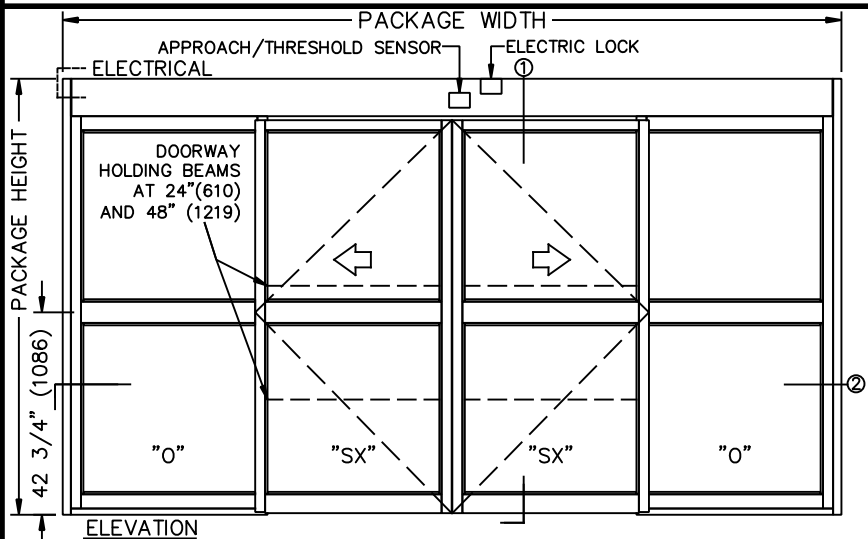 PACKAGE WIDTH
APPROACH/THRESHOLD SENSOR
ELECTRIC LOCK
ELECTRICAL
1
DOORWAY
HOLDING BEAMS
AT 24"(610)
AND 48" (1219)
PACKAGE HEIGHT
42 3/4" (1086)
2
"O" "SX" "SX" "O"
ELEVATION